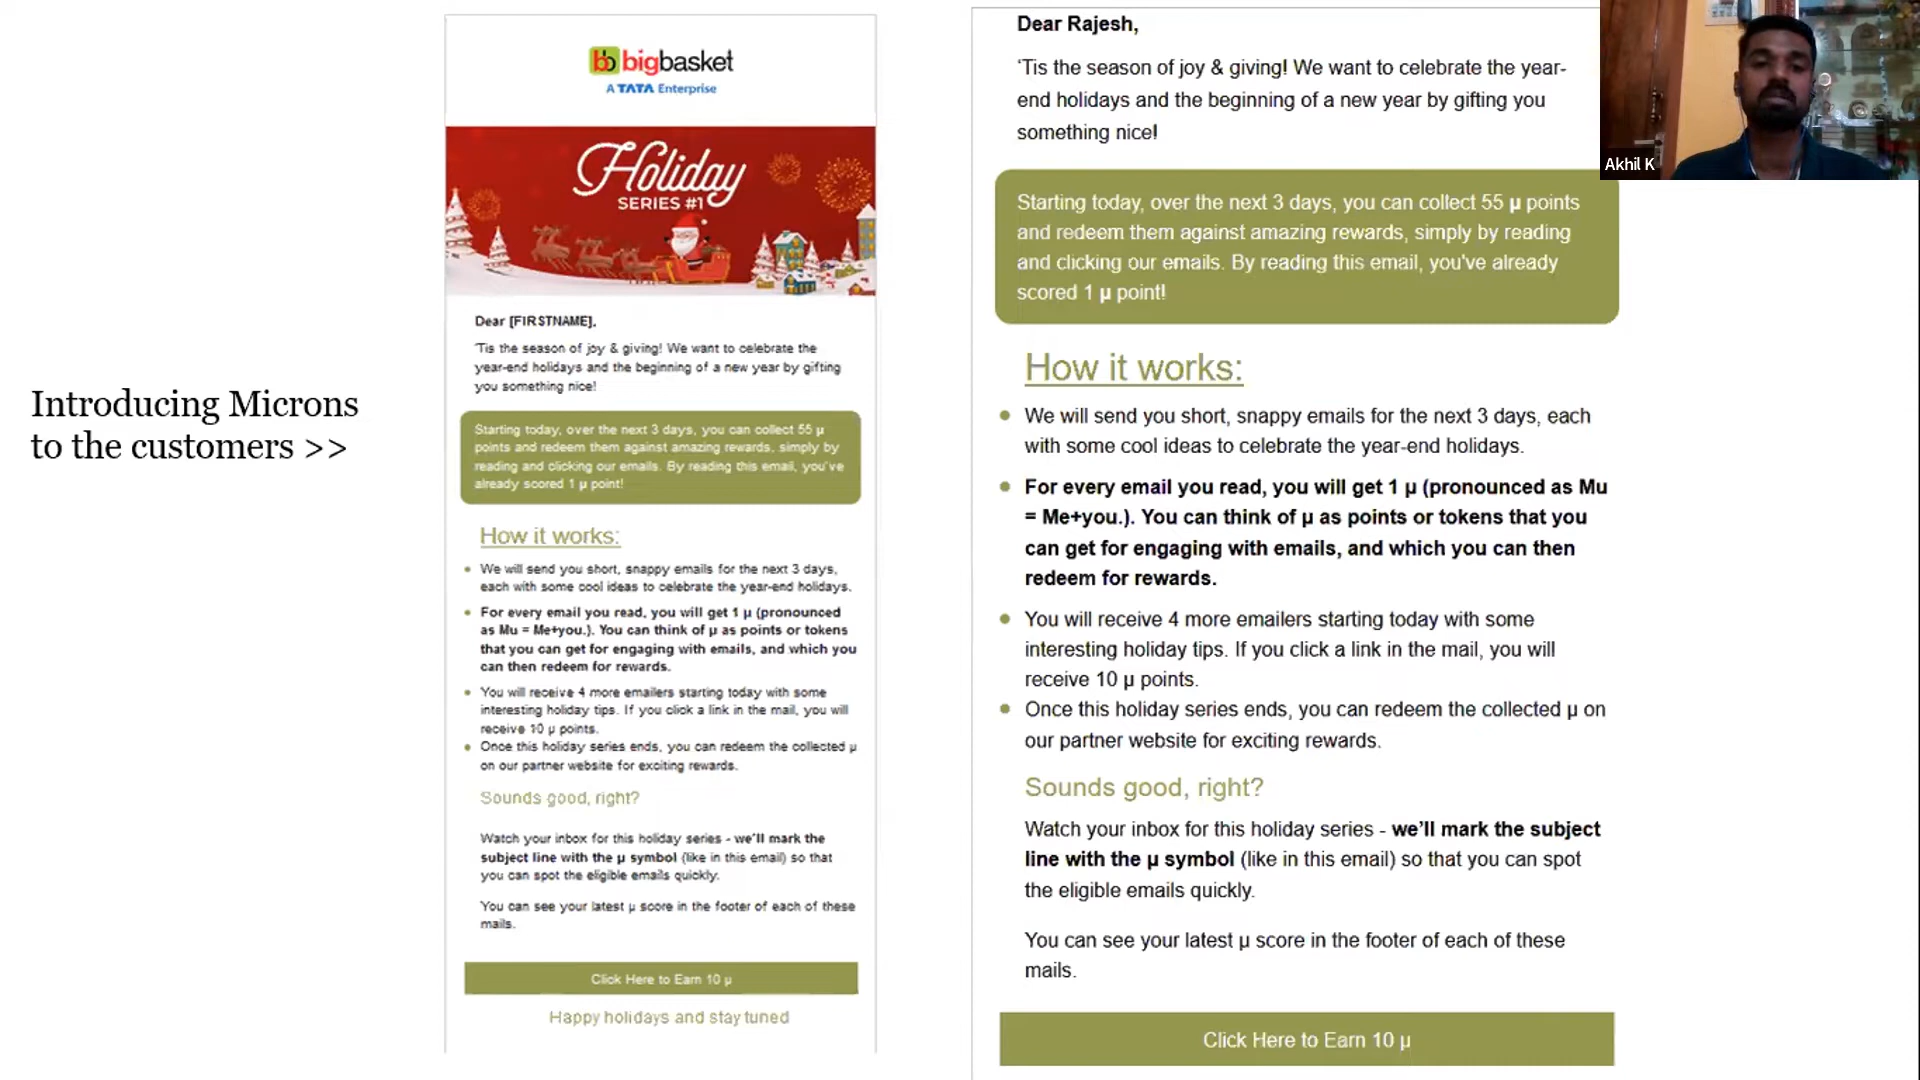 Introducing Microns
to the customers >>
bb bigbasket
A TATA Enterprise
Holiday
SERIES #1
Dear [FIRSTNAME],
'Tis the season of joy & giving! We want to celebrate the
year-end holidays and the beginning of a new year by gifting
you something nice!
Starting today, over the next 3 days, you can collect 55 µ
points and redeem them against amazing rewards, simply by
reading and clicking our emails. By reading this email, you've
already scored 1 µ point!
How it works:
• We will send you short, snappy emails for the next 3 days,
each with some cool ideas to celebrate the year-end holidays.
• For every email you read, you will get 1 µ (pronounced
as Mu = Me+you.). You can think of µ as points or tokens
that you can get for engaging with emails, and which you
can then redeem for rewards.
• You will receive 4 more emailers starting today with some
interesting holiday tips. If you click a link in the mail, you will
receive 10 µ points.
• Once this holiday series ends, you can redeem the collected µ
on our partner website for exciting rewards.
Sounds good, right?
Watch your inbox for this holiday series - we'll mark the
subject line with the µ symbol (like in this email) so that
you can spot the eligible emails quickly.
You can see your latest µ score in the footer of each of these
mails.
Click Here to Earn 10 µ
Happy holidays and stay tuned
Dear Rajesh,
'Tis the season of joy & giving! We want to celebrate the year-
end holidays and the beginning of a new year by gifting you
something nice!
Starting today, over the next 3 days, you can collect 55 µ points
and redeem them against amazing rewards, simply by reading
and clicking our emails. By reading this email, you've already
scored 1 µ point!
How it works:
• We will send you short, snappy emails for the next 3 days, each
with some cool ideas to celebrate the year-end holidays.
• For every email you read, you will get 1 µ (pronounced as Mu
= Me+you.). You can think of µ as points or tokens that you
can get for engaging with emails, and which you can then
redeem for rewards.
• You will receive 4 more emailers starting today with some
interesting holiday tips. If you click a link in the mail, you will
receive 10 µ points.
• Once this holiday series ends, you can redeem the collected µ on
our partner website for exciting rewards.
Sounds good, right?
Watch your inbox for this holiday series - we'll mark the subject
line with the µ symbol (like in this email) so that you can spot
the eligible emails quickly.
You can see your latest µ score in the footer of each of these
mails.
Click Here to Earn 10 µ
Akhil K